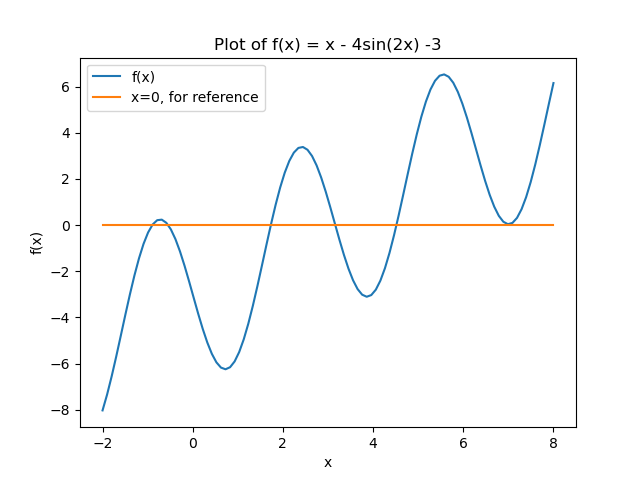 Plot of f(x) = x - 4sin(2x) -3
f(x)
x=0, for reference
6
4
2
0
−2
−4
−6
−8
f(x)
−2
0
2
4
6
8
x